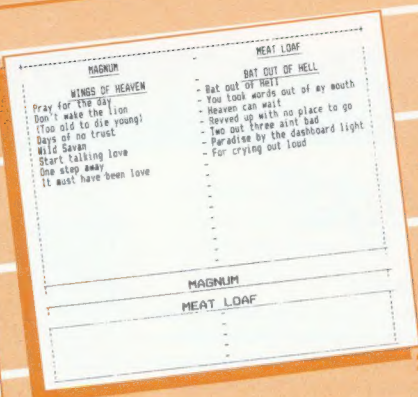 MAGNUM
WINGS OF HEAVEN
Pray for the day
Don't wake the lion
(Too old to die young)
Days of no trust
Wild Savan
Start talking love
One step away
It must have been love
MEAT LOAF
BAT OUT OF HELL
- Bat out of Hell
- You took words out of my mouth
- Heaven can wait
- Revved up with no place to go
- Two out three aint bad
- Paradise by the dashboard light
- For crying out loud
MAGNUM
MEAT LOAF